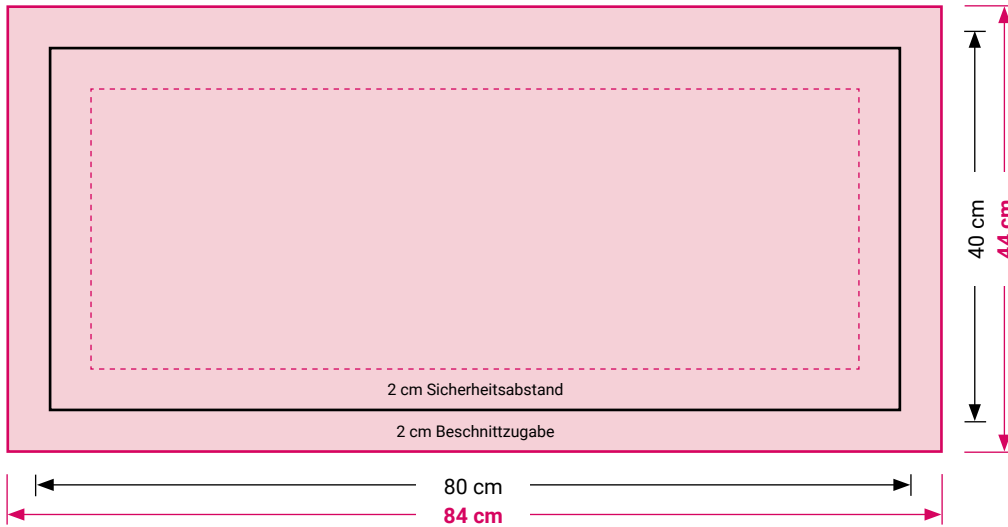 2 cm Sicherheitsabstand
2 cm Beschnittzugabe
80 cm
84 cm
40 cm
44 cm